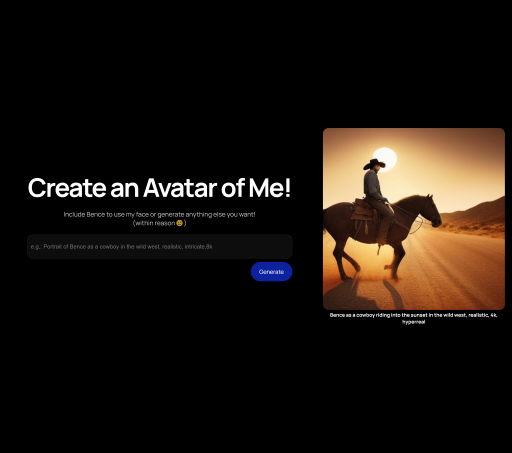 Create an Avatar of Me!
Include Bence to use my face or generate anything else you want!
(within reason 😅)
e.g.: Portrait of Bence as a cowboy in the wild west, realistic, intricate,8k
Generate
Bence as a cowboy riding into the sunset in the wild west, realistic, 4k,
hyperreal